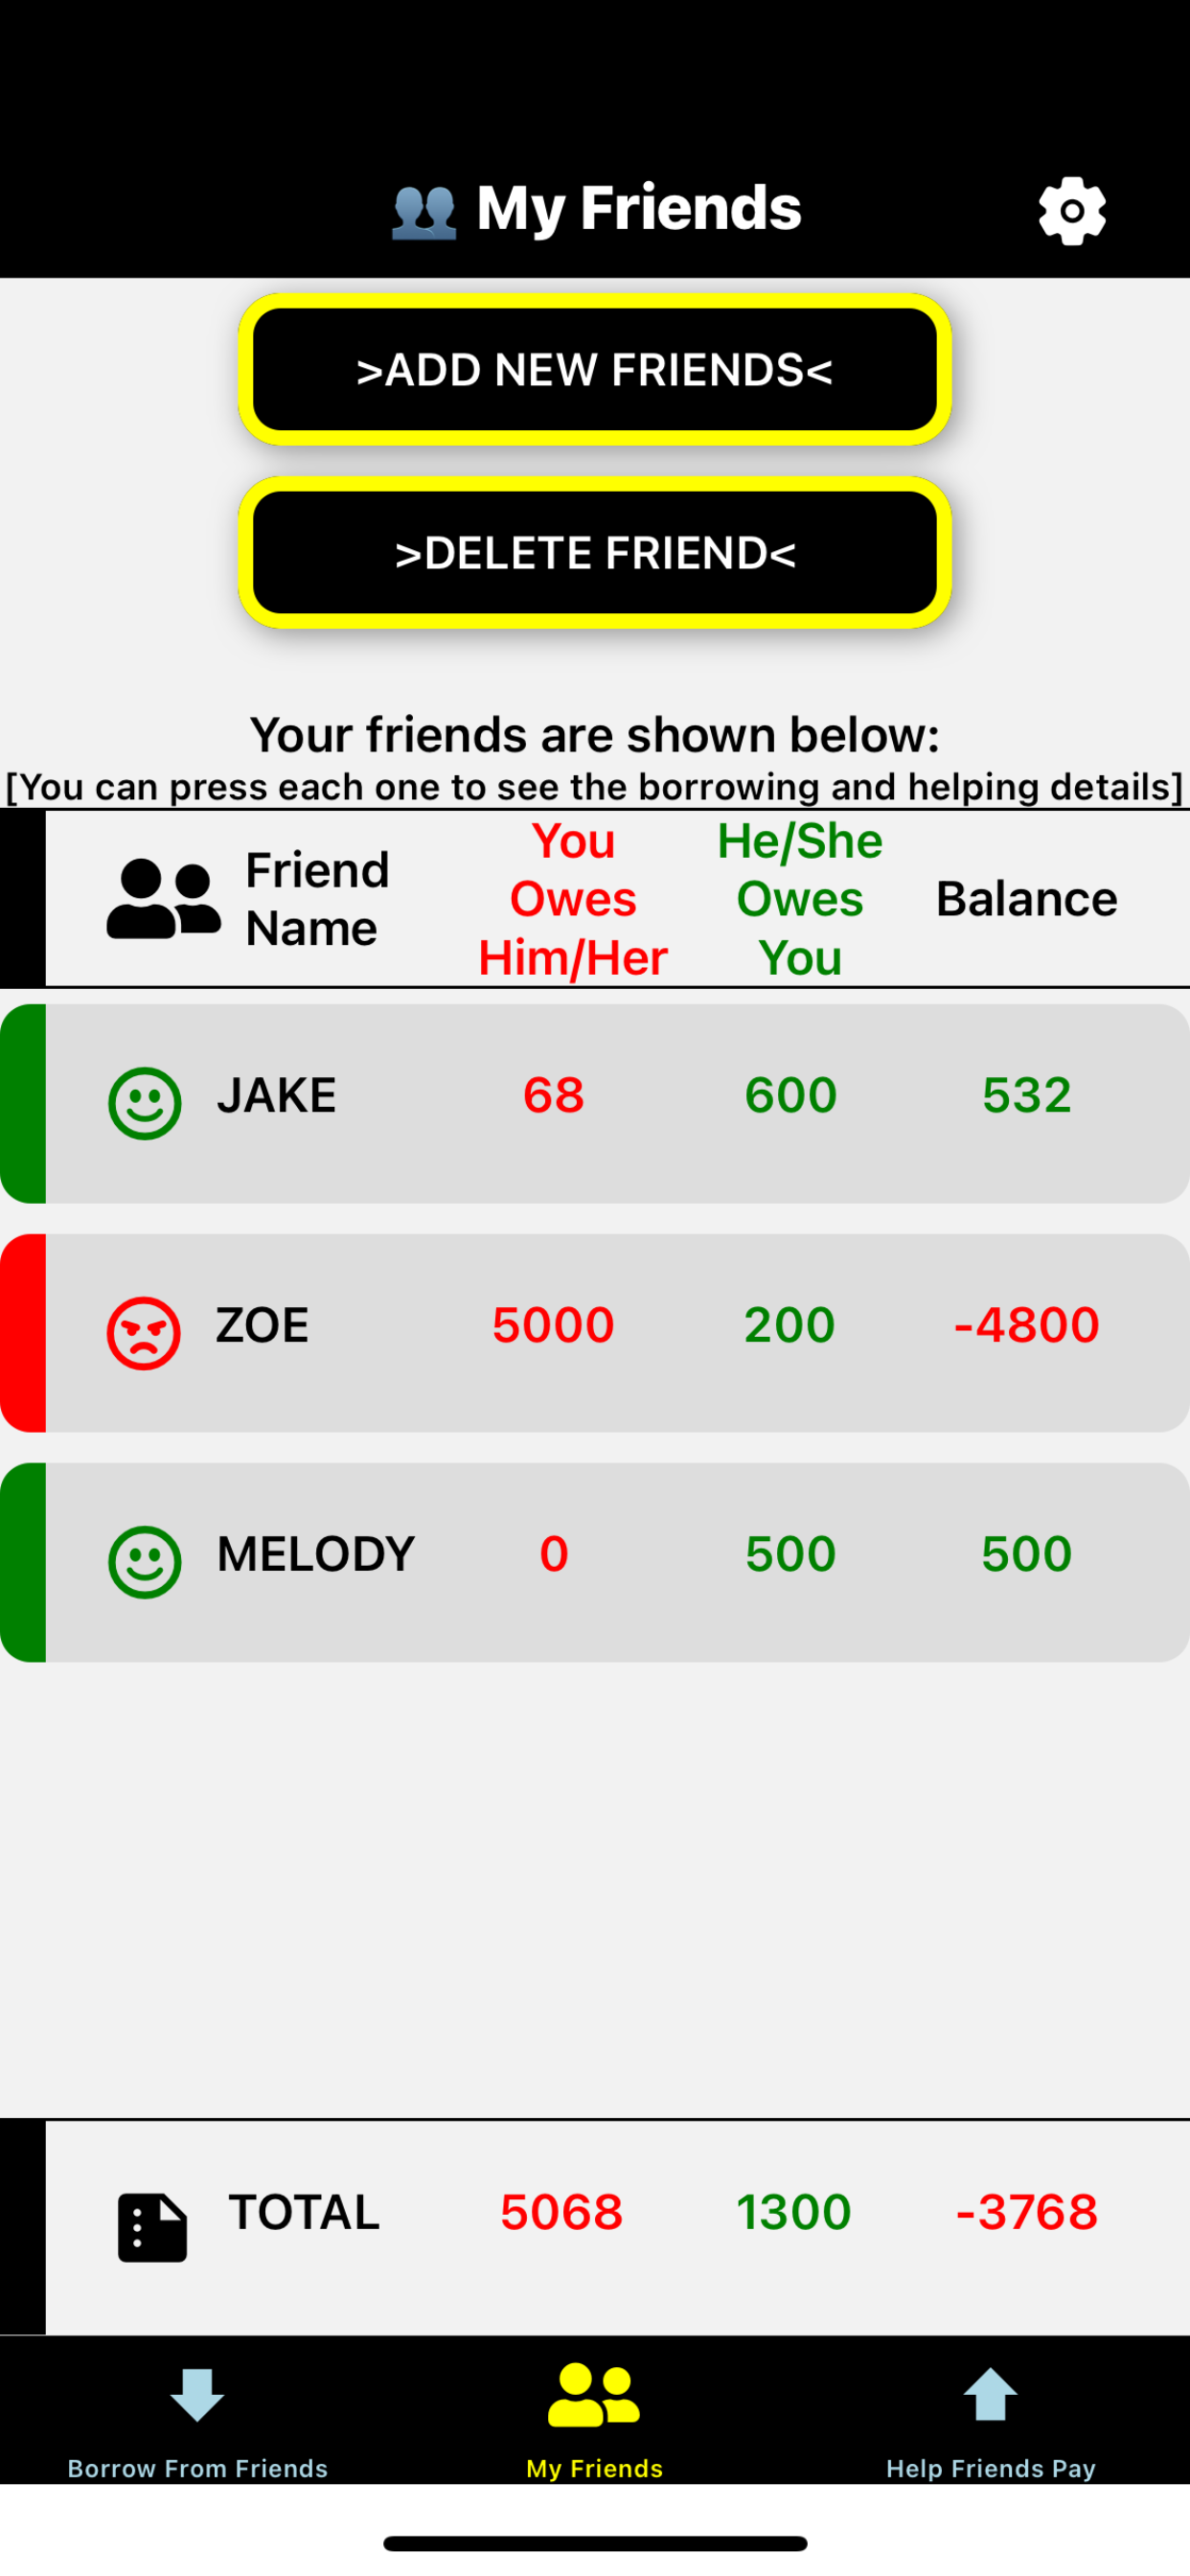 My Friends
>ADD NEW FRIENDS<
>DELETE FRIEND<
Your friends are shown below:
[You can press each one to see the borrowing and helping details]
Friend
Name
You
Owes
Him/Her
He/She
Owes
You
Balance
JAKE 68 600 532
ZOE 5000 200 -4800
MELODY 0 500 500
TOTAL 5068 1300 -3768
Borrow From Friends
My Friends
Help Friends Pay